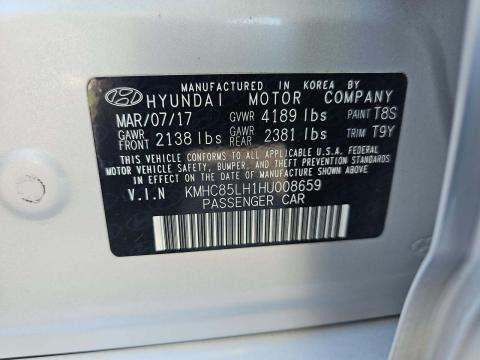 MANUFACTURED IN KOREA BY
HYUNDAI MOTOR COMPANY
MAR/07/17 GVWR 4189 lbs PAINT T8S
GAWR FRONT 2138 lbs GAWR REAR 2381 lbs TRIM T9Y
THIS VEHICLE CONFORMS TO ALL APPLICABLE U.S.A. FEDERAL
MOTOR VEHICLE SAFETY, BUMPER, AND THEFT PREVENTION
STANDARDS IN EFFECT ON THE DATE OF MANUFACTURE SHOWN ABOVE.
V.I.N KMHC85LH1HU008659
PASSENGER CAR